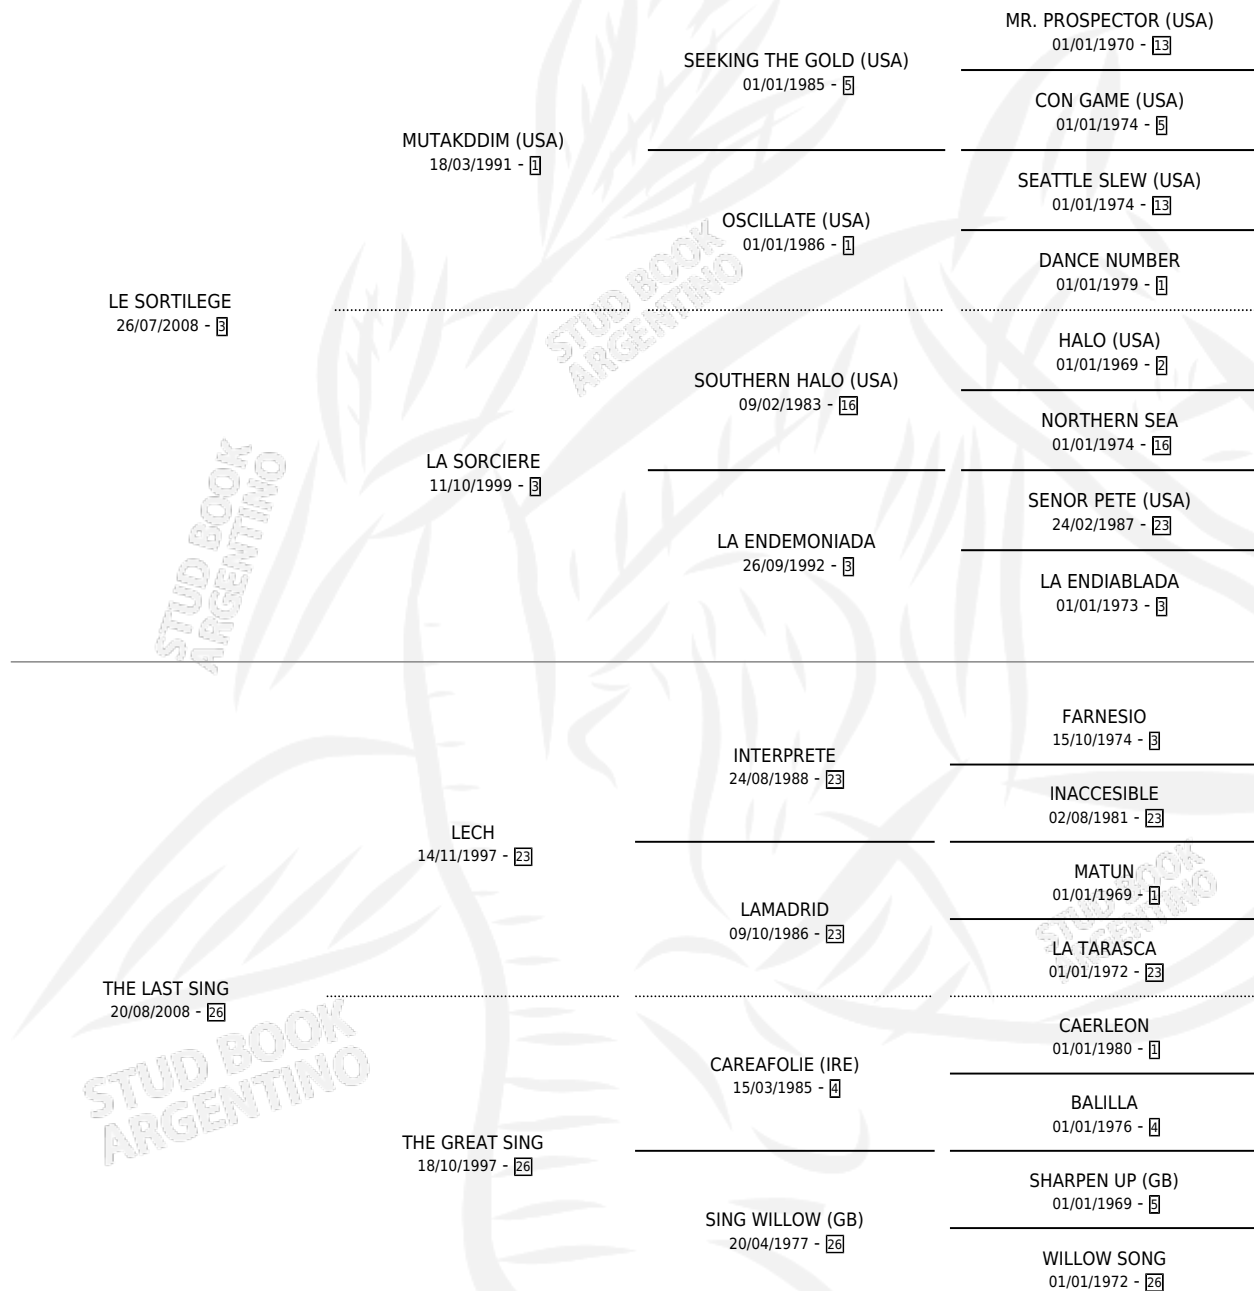 MR. PROSPECTOR (USA)
01/01/1970 - 13
SEEKING THE GOLD (USA)
01/01/1985 - 5
CON GAME (USA)
01/01/1974 - 5
MUTAKDDIM (USA)
18/03/1991 - 1
SEATTLE SLEW (USA)
01/01/1974 - 13
OSCILLATE (USA)
01/01/1986 - 1
DANCE NUMBER
01/01/1979 - 1
LE SORTILEGE
26/07/2008 - 3
HALO (USA)
01/01/1969 - 2
SOUTHERN HALO (USA)
09/02/1983 - 16
NORTHERN SEA
01/01/1974 - 16
LA SORCIERE
11/10/1999 - 3
SENOR PETE (USA)
24/02/1987 - 23
LA ENDEMONIADA
26/09/1992 - 3
LA ENDIABLADA
01/01/1973 - 3
FARNESIO
15/10/1974 - 3
INTERPRETE
24/08/1988 - 23
INACCESIBLE
02/08/1981 - 23
LECH
14/11/1997 - 23
MATUN
01/01/1969 - 1
LAMADRID
09/10/1986 - 23
LA TARASCA
01/01/1972 - 23
THE LAST SING
20/08/2008 - 26
CAERLEON
01/01/1980 - 1
CAREAFOLIE (IRE)
15/03/1985 - 4
BALILLA
01/01/1976 - 4
THE GREAT SING
18/10/1997 - 26
SHARPEN UP (GB)
01/01/1969 - 5
SING WILLOW (GB)
20/04/1977 - 26
WILLOW SONG
01/01/1972 - 26
STUD BOOK
ARGENTINO
STUD BOOK
ARGENTINO
STUD BOOK
ARGENTINO
STUD BOOK
ARGENTINO